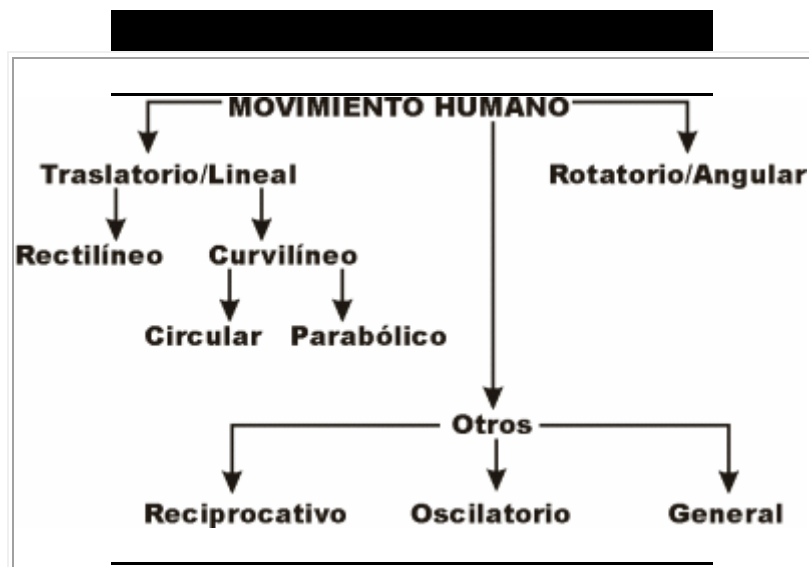 MOVIMIENTO HUMANO
Traslatorio/Lineal
Rotatorio/Angular
Rectilíneo
Curvilíneo
Circular
Parabólico
Otros
Reciprocativo
Oscilatorio
General